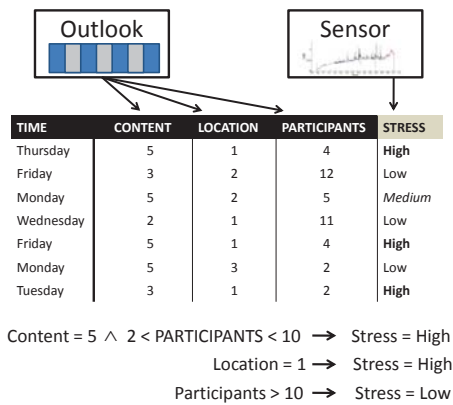 Outlook Sensor
TIME CONTENT LOCATION PARTICIPANTS STRESS
Thursday 5 1 4 High
Friday 3 2 12 Low
Monday 5 2 5 Medium
Wednesday 2 1 11 Low
Friday 5 1 4 High
Monday 5 3 2 Low
Tuesday 3 1 2 High
Content = 5 ∧ 2 < PARTICIPANTS < 10 → Stress = High
Location = 1 → Stress = High
Participants > 10 → Stress = Low